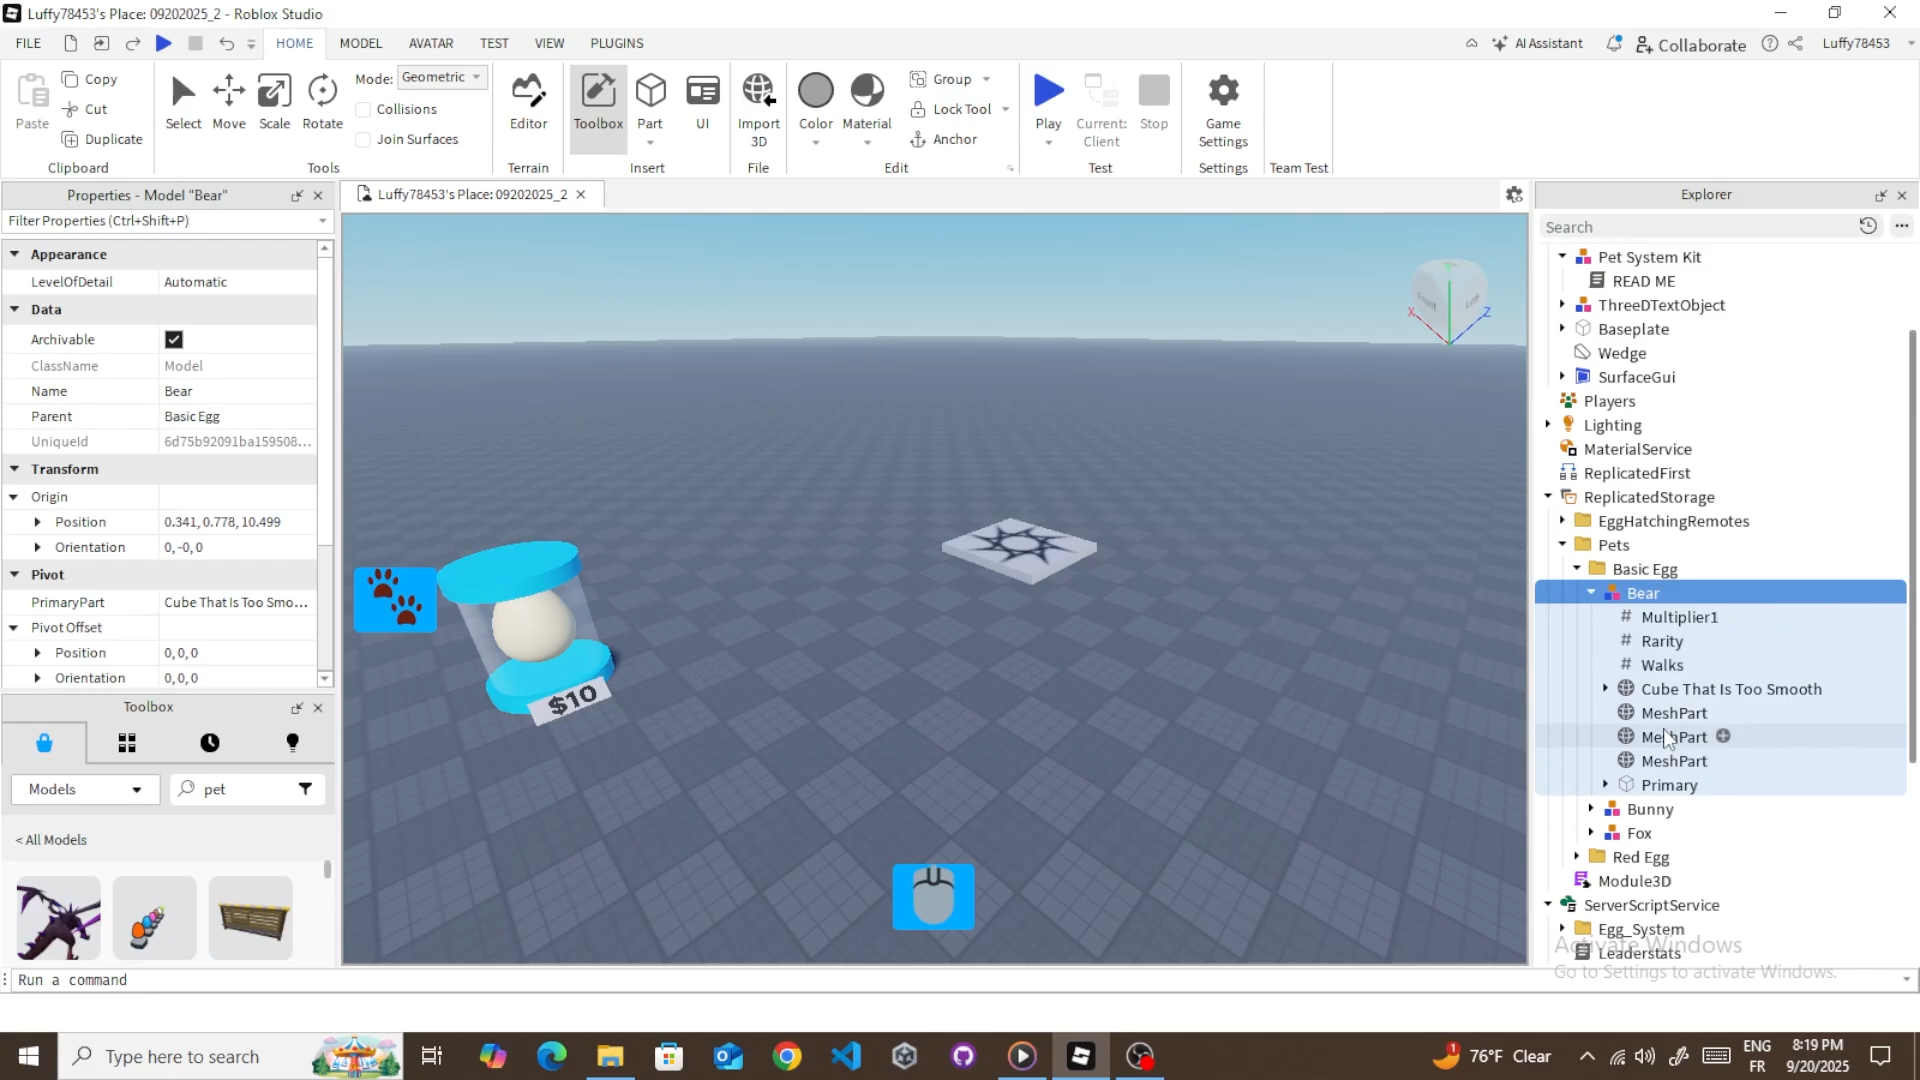 Luffy78453's Place: 09202025_2 - Roblox Studio
FILE HOME MODEL AVATAR TEST VIEW PLUGINS AI Assistant Collaborate Luffy78453
Paste Copy Cut Duplicate Clipboard
Select Move Scale Rotate Mode: Geometric Collisions Join Surfaces Tools
Editor Terrain
Toolbox Part UI Insert
Import 3D File
Color Material Group Lock Tool Anchor Edit
Play Current: Client Stop Test
Game Settings Settings
Team Test
Properties - Model "Bear"
Filter Properties (Ctrl+Shift+P)
Appearance
LevelOfDetail Automatic
Data
Archivable
ClassName Model
Name Bear
Parent Basic Egg
UniqueId 6d75b92091ba159508...
Transform
Origin
Position 0.341, 0.778, 10.499
Orientation 0, -0, 0
Pivot
PrimaryPart Cube That Is Too Smo...
Pivot Offset
Position 0, 0, 0
Orientation 0, 0, 0
Toolbox
Models pet
< All Models
Luffy78453's Place: 09202025_2
Front Left
X Y Z
$10
Explorer
Search
Pet System Kit
READ ME
ThreeDTextObject
Baseplate
Wedge
SurfaceGui
Players
Lighting
MaterialService
ReplicatedFirst
ReplicatedStorage
EggHatchingRemotes
Pets
Basic Egg
Bear
Multiplier1
Rarity
Walks
Cube That Is Too Smooth
MeshPart
MeshPart
MeshPart
Primary
Bunny
Fox
Red Egg
Module3D
ServerScriptService
Egg_System
Leaderstats
Activate Windows
Go to Settings to activate Windows.
Run a command
Type here to search
1 76°F Clear
ENG
FR
8:19 PM
9/20/2025